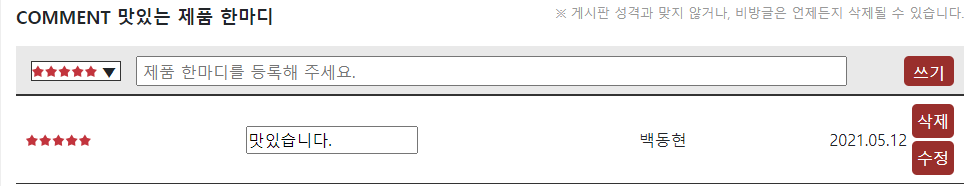 COMMENT 맛있는 제품 한마디
※ 게시판 성격과 맞지 않거나, 비방글은 언제든지 삭제될 수 있습니다.
★★★★★ ▼ 제품 한마디를 등록해 주세요. 쓰기
★★★★★ 맛있습니다. 백동현 2021.05.12 삭제
수정